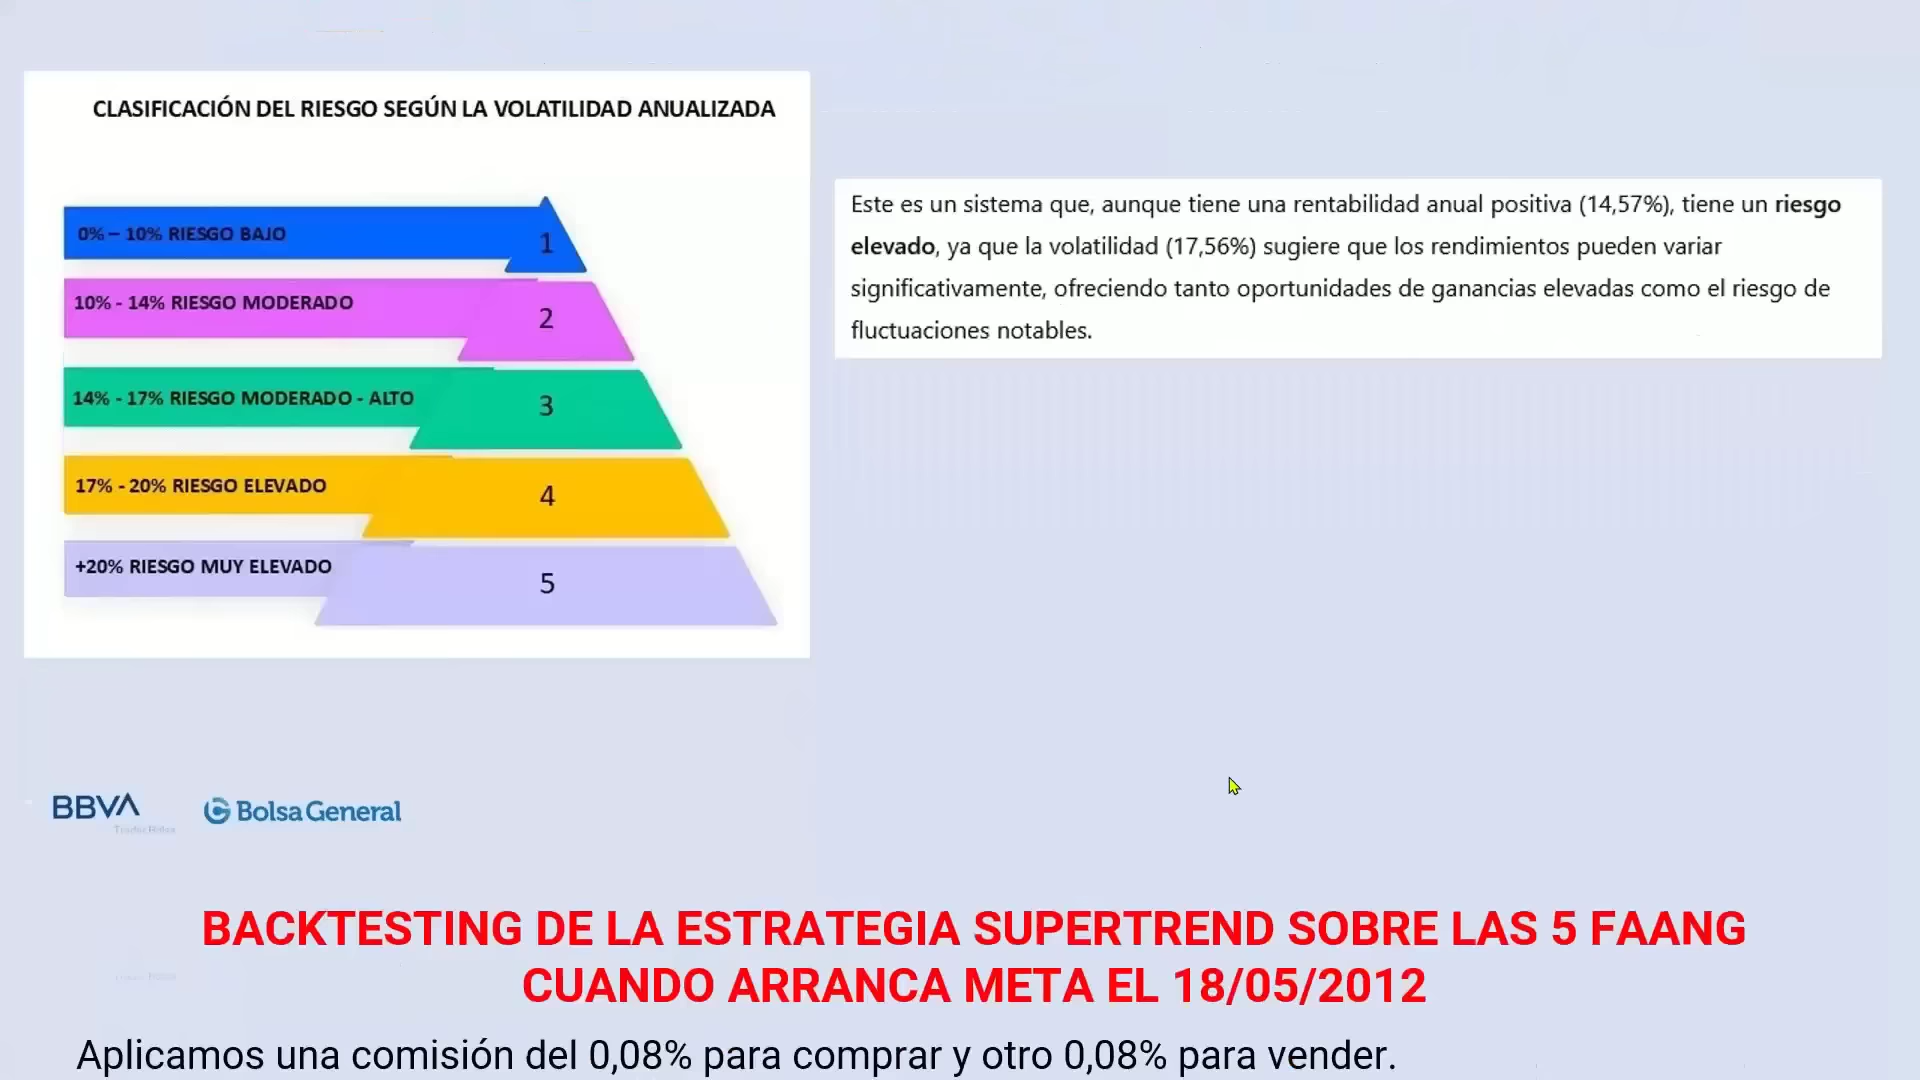 CLASIFICACIÓN DEL RIESGO SEGÚN LA VOLATILIDAD ANUALIZADA
0% – 10% RIESGO BAJO
1
10% - 14% RIESGO MODERADO
2
14% - 17% RIESGO MODERADO - ALTO
3
17% - 20% RIESGO ELEVADO
4
+20% RIESGO MUY ELEVADO
5
Este es un sistema que, aunque tiene una rentabilidad anual positiva (14,57%), tiene un riesgo
elevado, ya que la volatilidad (17,56%) sugiere que los rendimientos pueden variar
significativamente, ofreciendo tanto oportunidades de ganancias elevadas como el riesgo de
fluctuaciones notables.
BBVA
BolsaGeneral
BACKTESTING DE LA ESTRATEGIA SUPERTREND SOBRE LAS 5 FAANG
CUANDO ARRANCA META EL 18/05/2012
Aplicamos una comisión del 0,08% para comprar y otro 0,08% para vender.